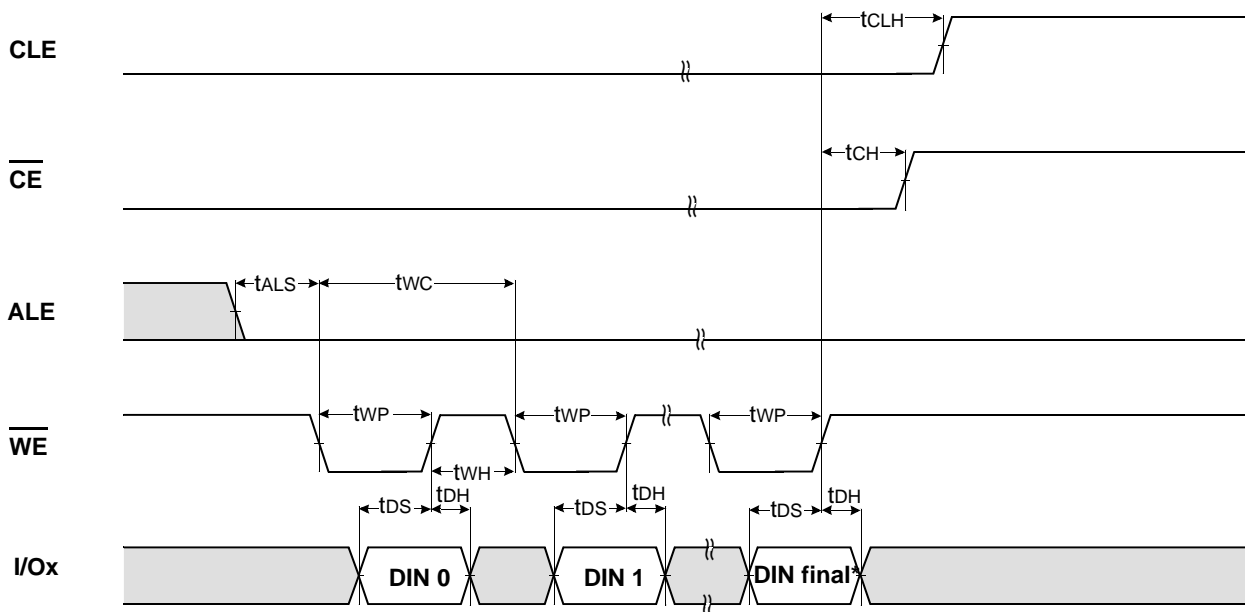 CLE
tCLH
CE
tCH
ALE
tALS
tWC
WE
tWP
tWP
tWP
tWH
tDS
tDH
tDS
tDH
tDS
tDH
I/Ox
DIN 0
DIN 1
DIN final*